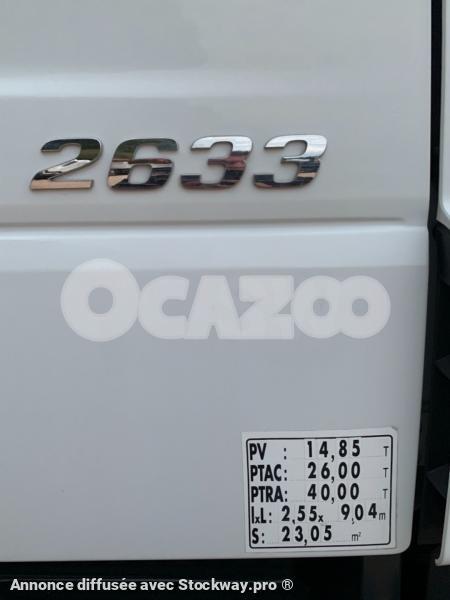 2633
OCAZOO
PV : 14,85 T
PTAC: 26,00 T
PTRA: 40,00 T
lxL: 2,55x 9,04m
S: 23,05 m²
Annonce diffusée avec Stockway.pro ®